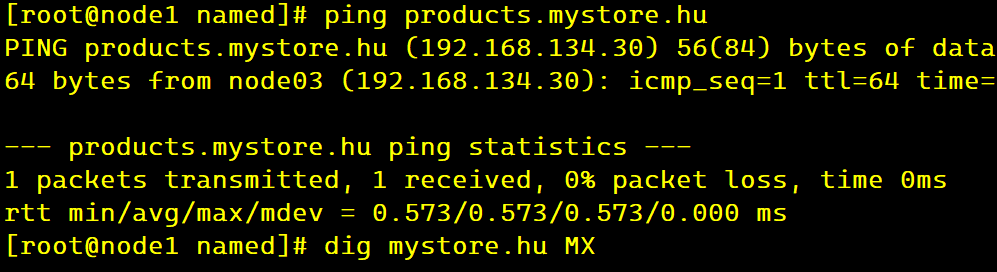 [root@node1 named]# ping products.mystore.hu
PING products.mystore.hu (192.168.134.30) 56(84) bytes of data
64 bytes from node03 (192.168.134.30): icmp_seq=1 ttl=64 time=
--- products.mystore.hu ping statistics ---
1 packets transmitted, 1 received, 0% packet loss, time 0ms
rtt min/avg/max/mdev = 0.573/0.573/0.573/0.000 ms
[root@node1 named]# dig mystore.hu MX